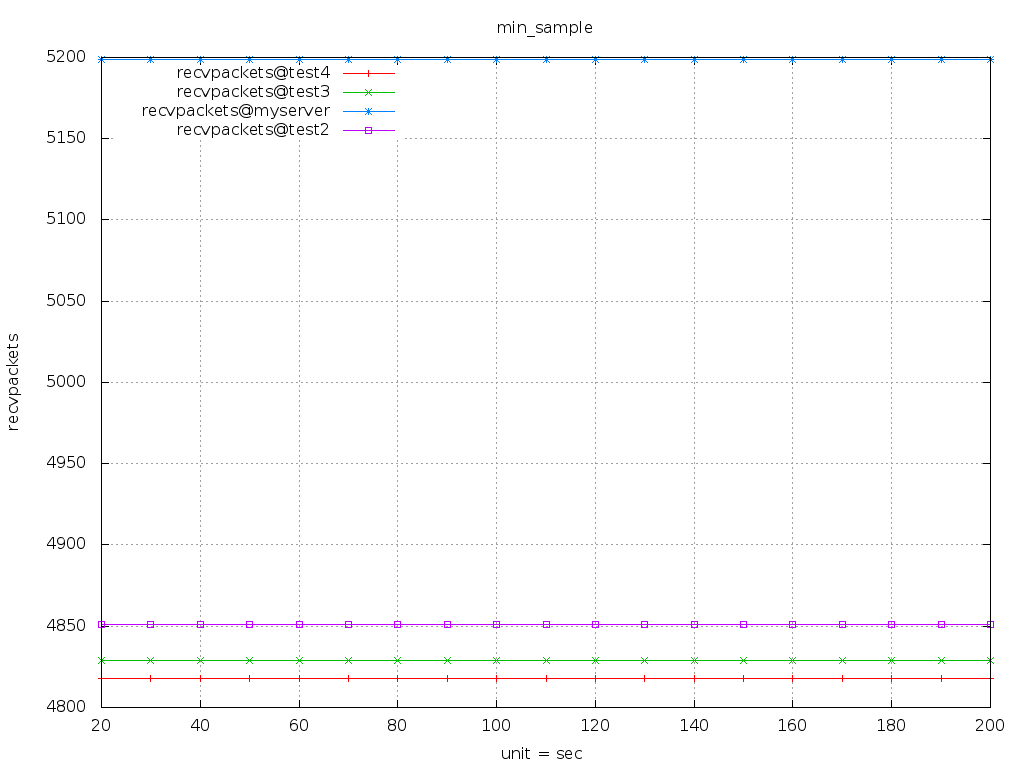 min_sample
5200
recvpackets@test4
recvpackets@test3
recvpackets@myserver
recvpackets@test2
5150
5100
5050
5000
4950
4900
4850
4800
recvpackets
20 40 60 80 100 120 140 160 180 200
unit = sec